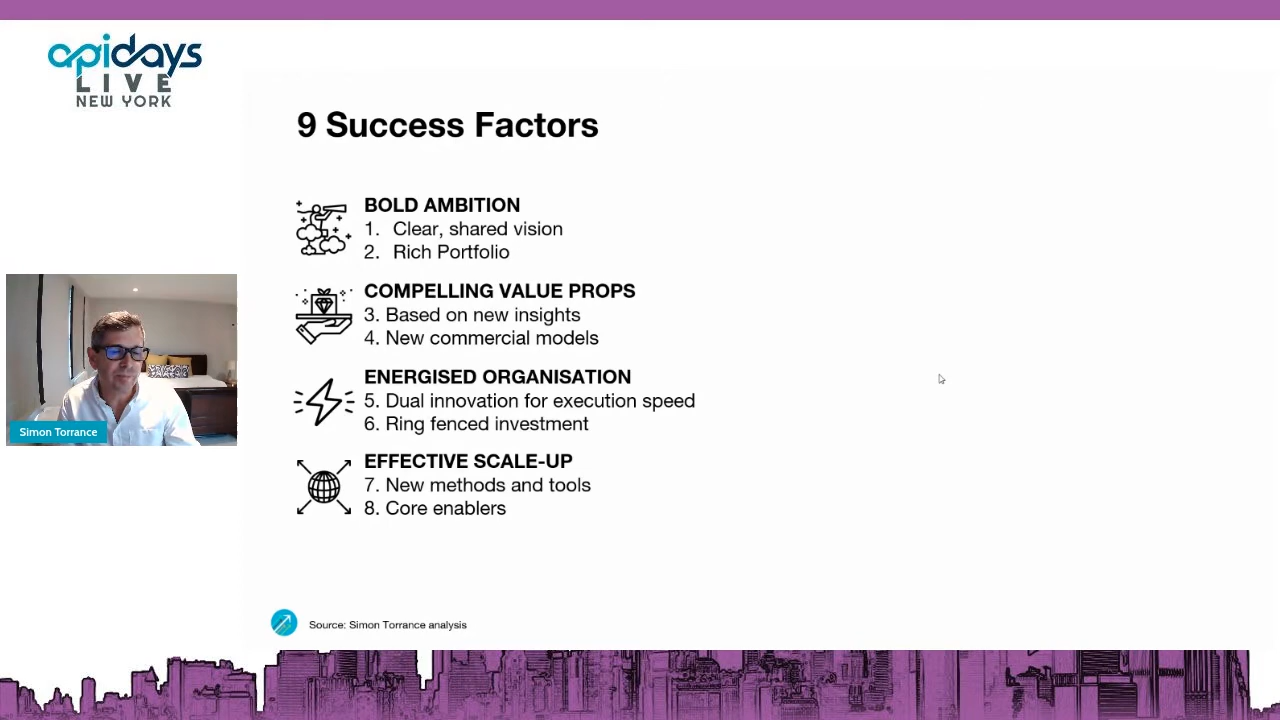 apidays
LIVE
NEW YORK
9 Success Factors
BOLD AMBITION
1. Clear, shared vision
2. Rich Portfolio
COMPELLING VALUE PROPS
3. Based on new insights
4. New commercial models
ENERGISED ORGANISATION
5. Dual innovation for execution speed
6. Ring fenced investment
EFFECTIVE SCALE-UP
7. New methods and tools
8. Core enablers
Simon Torrance
Source: Simon Torrance analysis